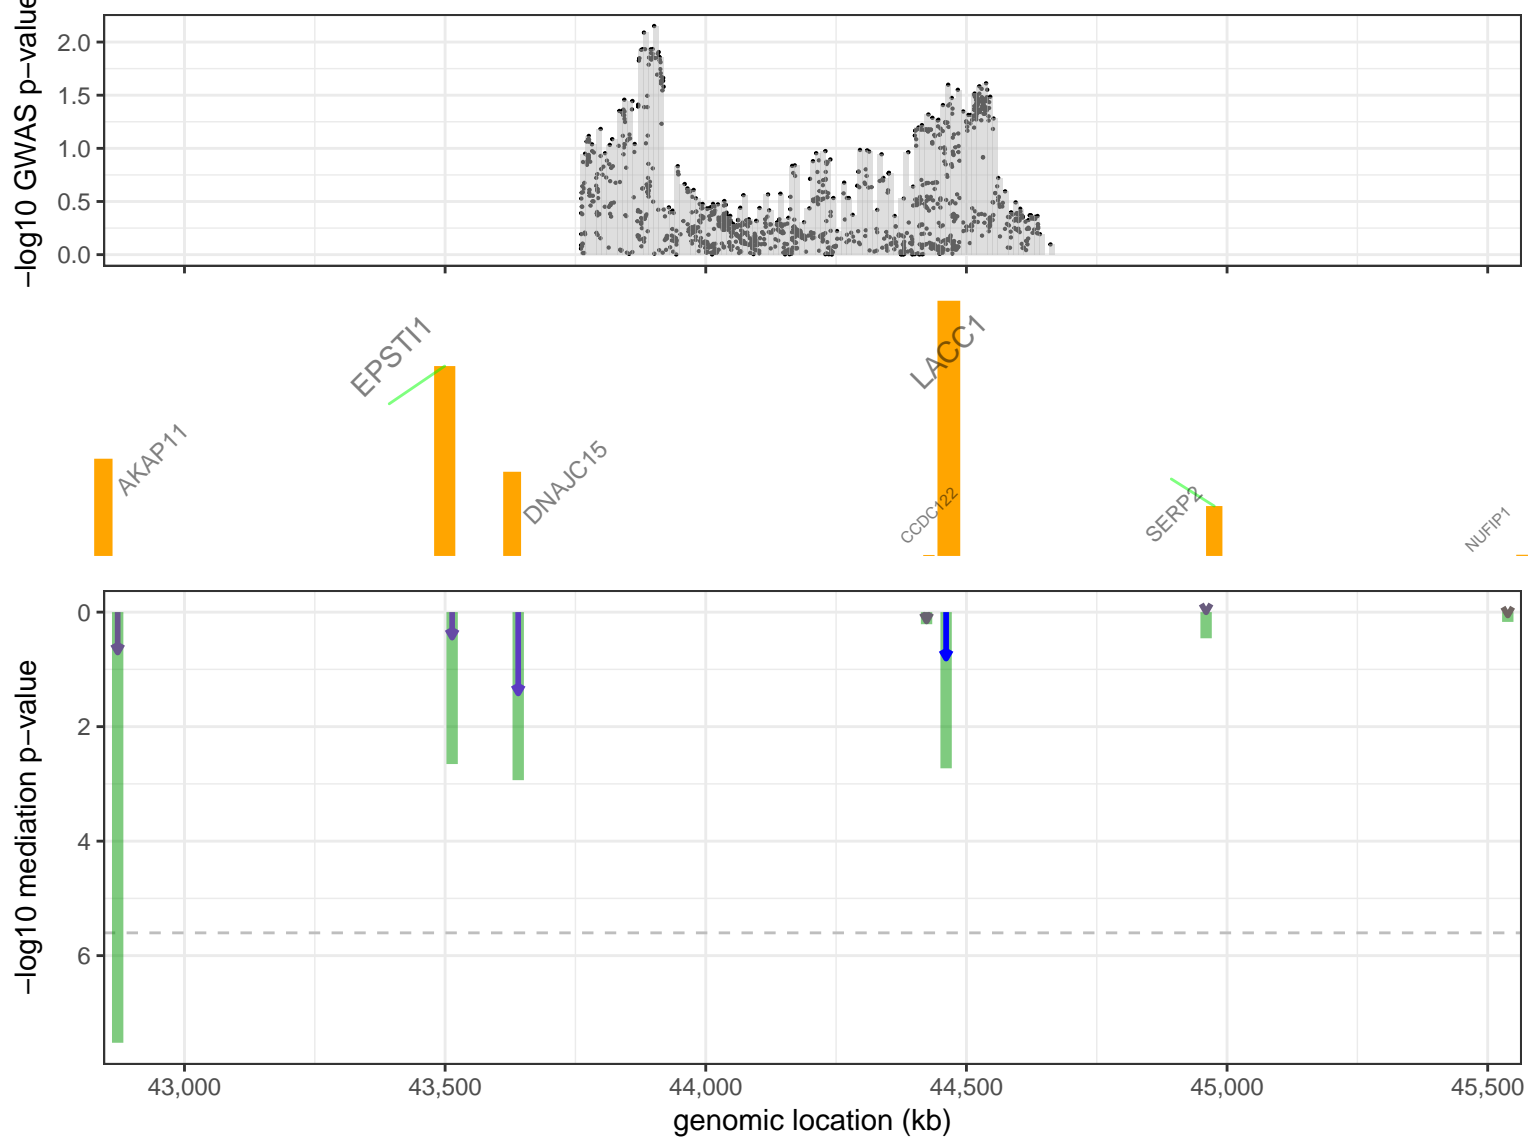 −log10 GWAS p−value
2.0
1.5
1.0
0.5
0.0
EPSTI1
LACC1
AKAP11
DNAJC15
CCDC122
SERP2
NUFIP1
−log10 mediation p−value
0
2
4
6
43,000
43,500
44,000
44,500
45,000
45,500
genomic location (kb)